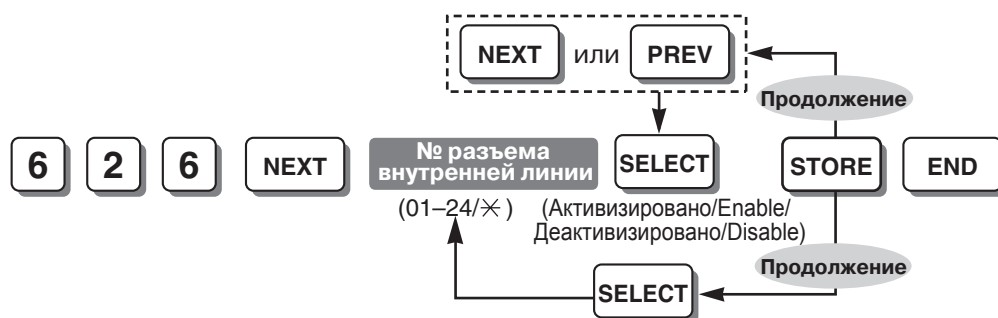 NEXT или PREV
Продолжение
6 2 6 NEXT № разъема внутренней линии SELECT STORE END
(01–24/✳) (Активизировано/Enable/
Деактивизировано/Disable)
Продолжение
SELECT